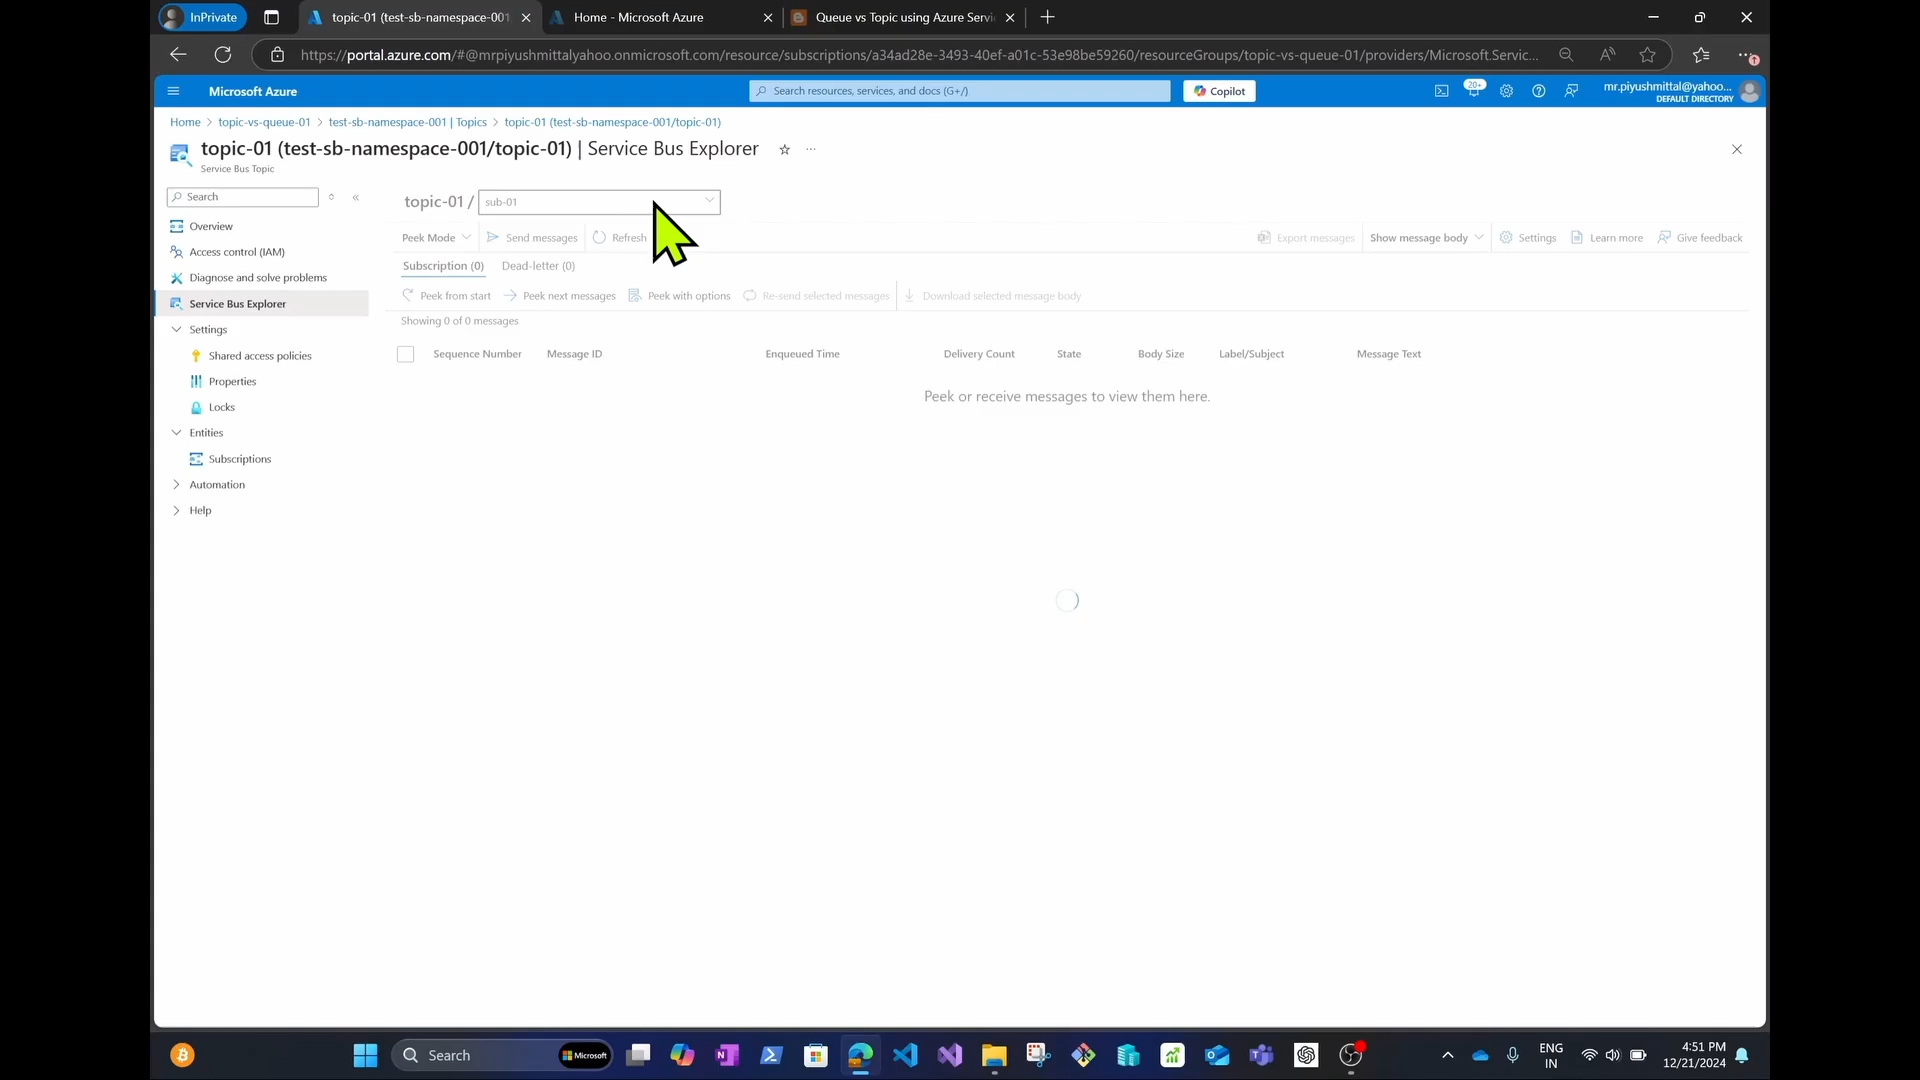 InPrivate
topic-01 (test-sb-namespace-001
Home - Microsoft Azure
Queue vs Topic using Azure Servi
https://portal.azure.com/#@mrpiyushmittalyahoo.onmicrosoft.com/resource/subscriptions/a34ad28e-3493-40ef-a01c-53e98be59260/resourceGroups/topic-vs-queue-01/providers/Microsoft.Servic...
Microsoft Azure
Search resources, services, and docs (G+/)
Copilot
20+
mr.piyushmittal@yahoo...
DEFAULT DIRECTORY
Home > topic-vs-queue-01 > test-sb-namespace-001 | Topics > topic-01 (test-sb-namespace-001/topic-01)
topic-01 (test-sb-namespace-001/topic-01) | Service Bus Explorer
Service Bus Topic
Search
Overview
Access control (IAM)
Diagnose and solve problems
Service Bus Explorer
Settings
Shared access policies
Properties
Locks
Entities
Subscriptions
Automation
Help
topic-01 / sub-01
Peek Mode
Send messages
Refresh
Export messages
Show message body
Settings
Learn more
Give feedback
Subscription (0)
Dead-letter (0)
Peek from start
Peek next messages
Peek with options
Re-send selected messages
Download selected message body
Showing 0 of 0 messages
Sequence Number
Message ID
Enqueued Time
Delivery Count
State
Body Size
Label/Subject
Message Text
Peek or receive messages to view them here.
Search
Microsoft
ENG
IN
4:51 PM
12/21/2024